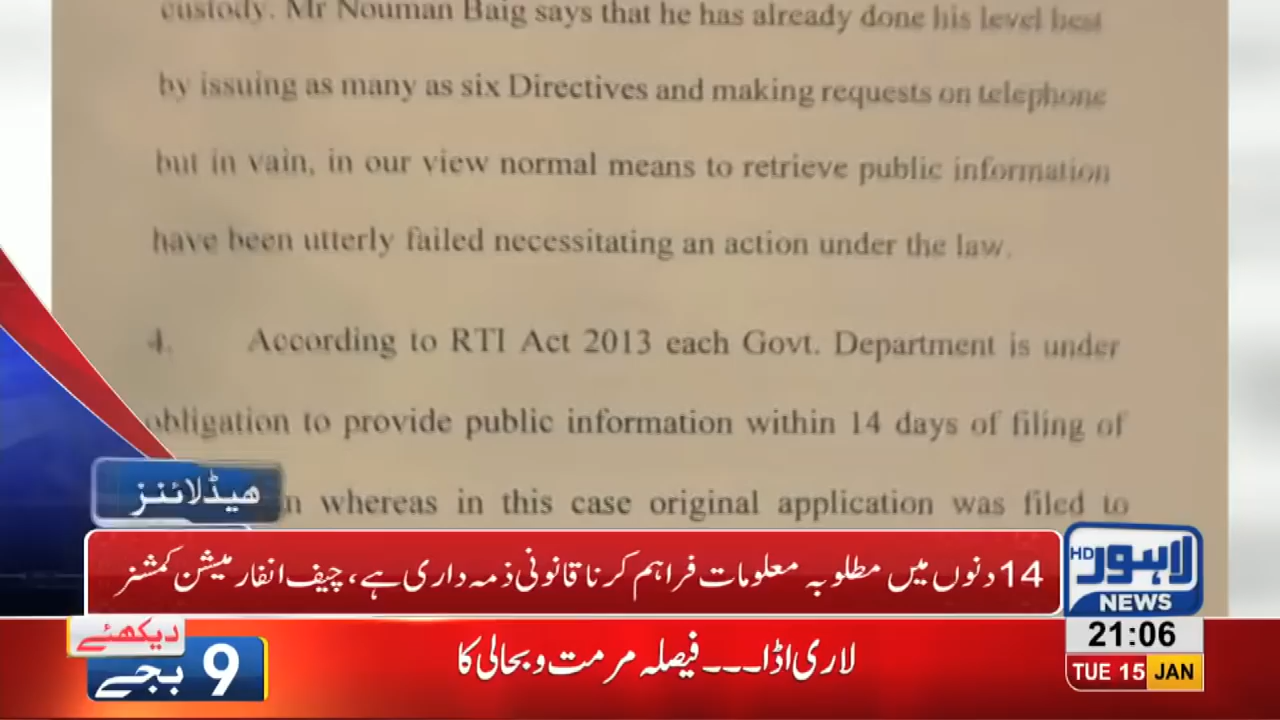 custody. Mr Nouman Baig says that he has already done his level best
by issuing as many as six Directives and making requests on telephone
but in vain, in our view normal means to retrieve public information
have been utterly failed necessitating an action under the law.
4. According to RTI Act 2013 each Govt. Department is under
obligation to provide public information within 14 days of filing of
whereas in this case original application was filed to
ھیڈلائنز
14 دنوں میں مطلوبہ معلومات فراہم کرنا قانونی ذمہ داری ہے، چیف انفارمیشن کمشنر
HD لاہور
NEWS
21:06
TUE 15 JAN
دیکھئے
9 بجے
لاری اڈا۔۔۔فیصلہ مرمت و بحالی کا